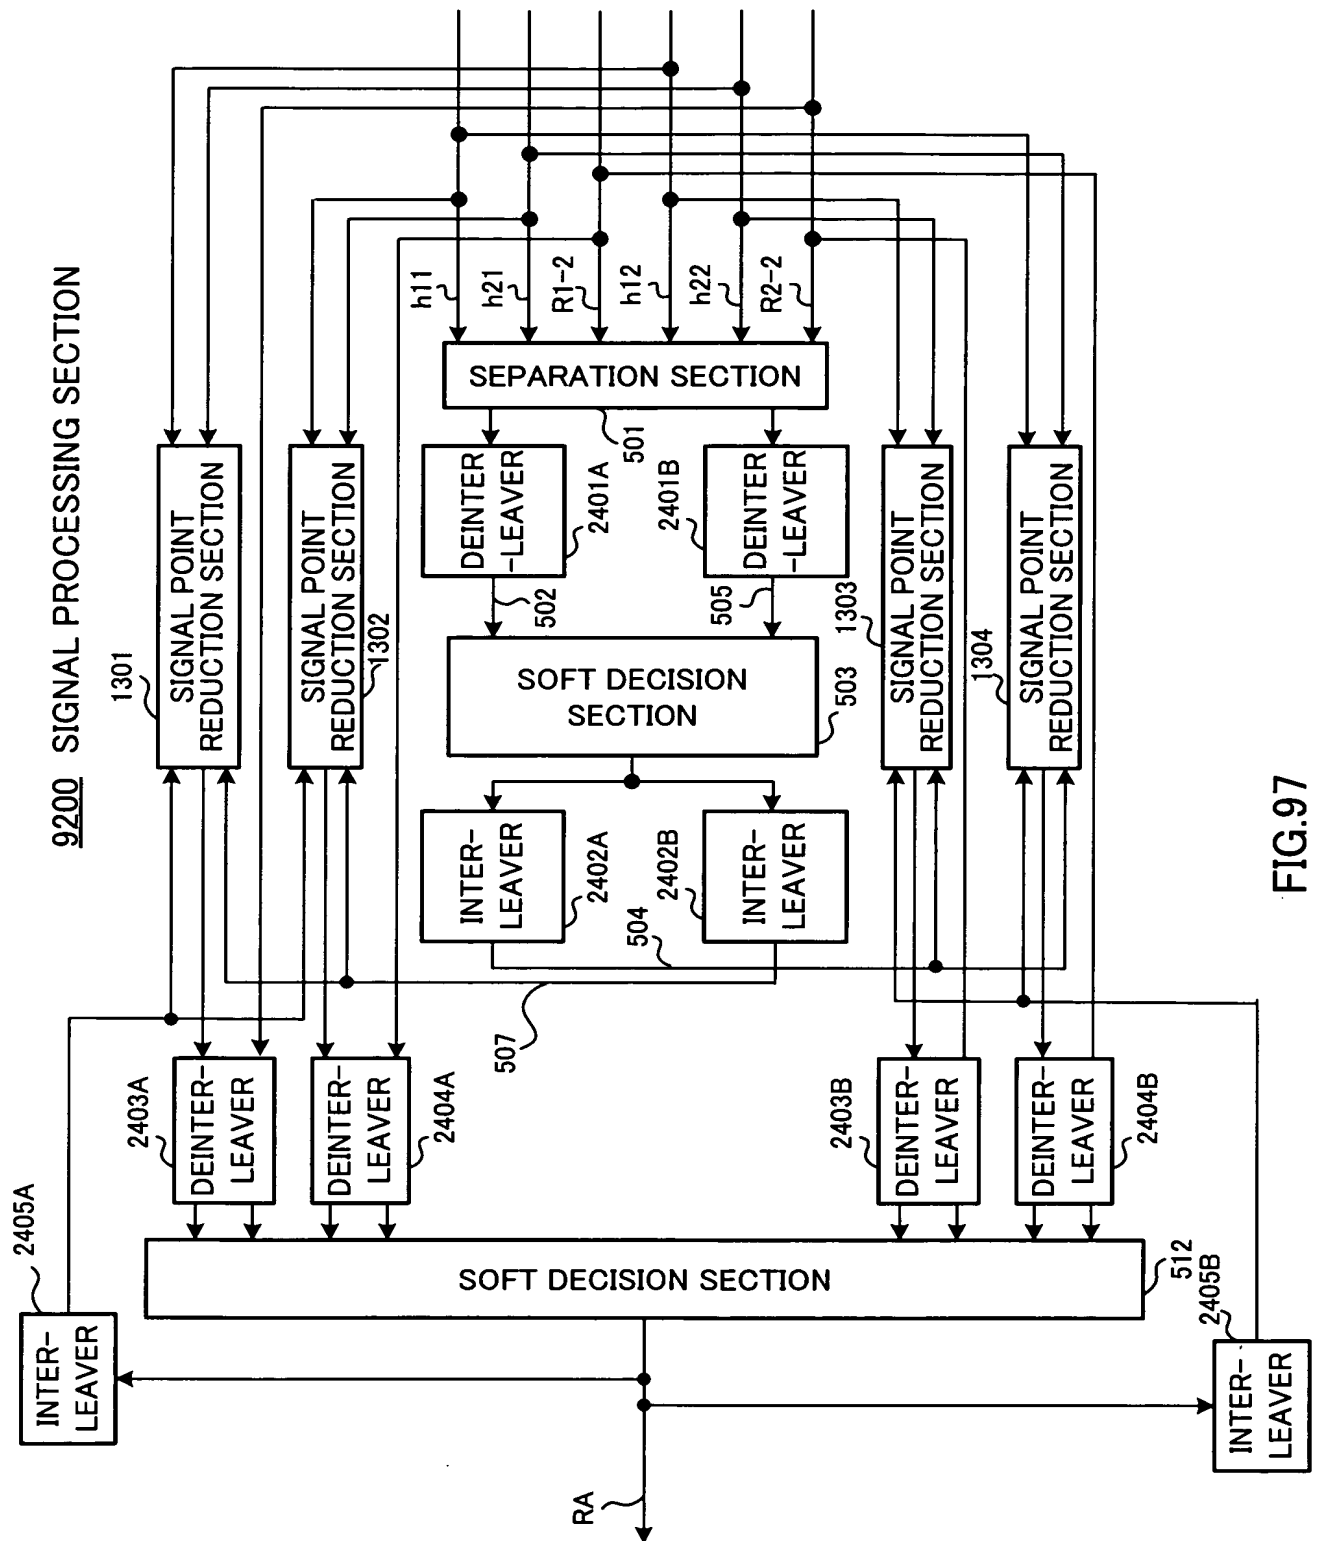 9200 SIGNAL PROCESSING SECTION
h11
h21
R1-2
h12
h22
R2-2
SEPARATION SECTION
501
DEINTER
-LEAVER
2401A
DEINTER
-LEAVER
2401B
502
505
SOFT DECISION
SECTION
503
INTER-
LEAVER
2402A
INTER-
LEAVER
2402B
504
507
1301
SIGNAL POINT
REDUCTION SECTION
SIGNAL POINT
REDUCTION SECTION
1302
1303
SIGNAL POINT
REDUCTION SECTION
1304
SIGNAL POINT
REDUCTION SECTION
2403A
DEINTER-
LEAVER
DEINTER-
LEAVER
2404A
2403B
DEINTER-
LEAVER
DEINTER-
LEAVER
2404B
SOFT DECISION SECTION
512
2405A
INTER-
LEAVER
2405B
INTER-
LEAVER
RA
FIG.97